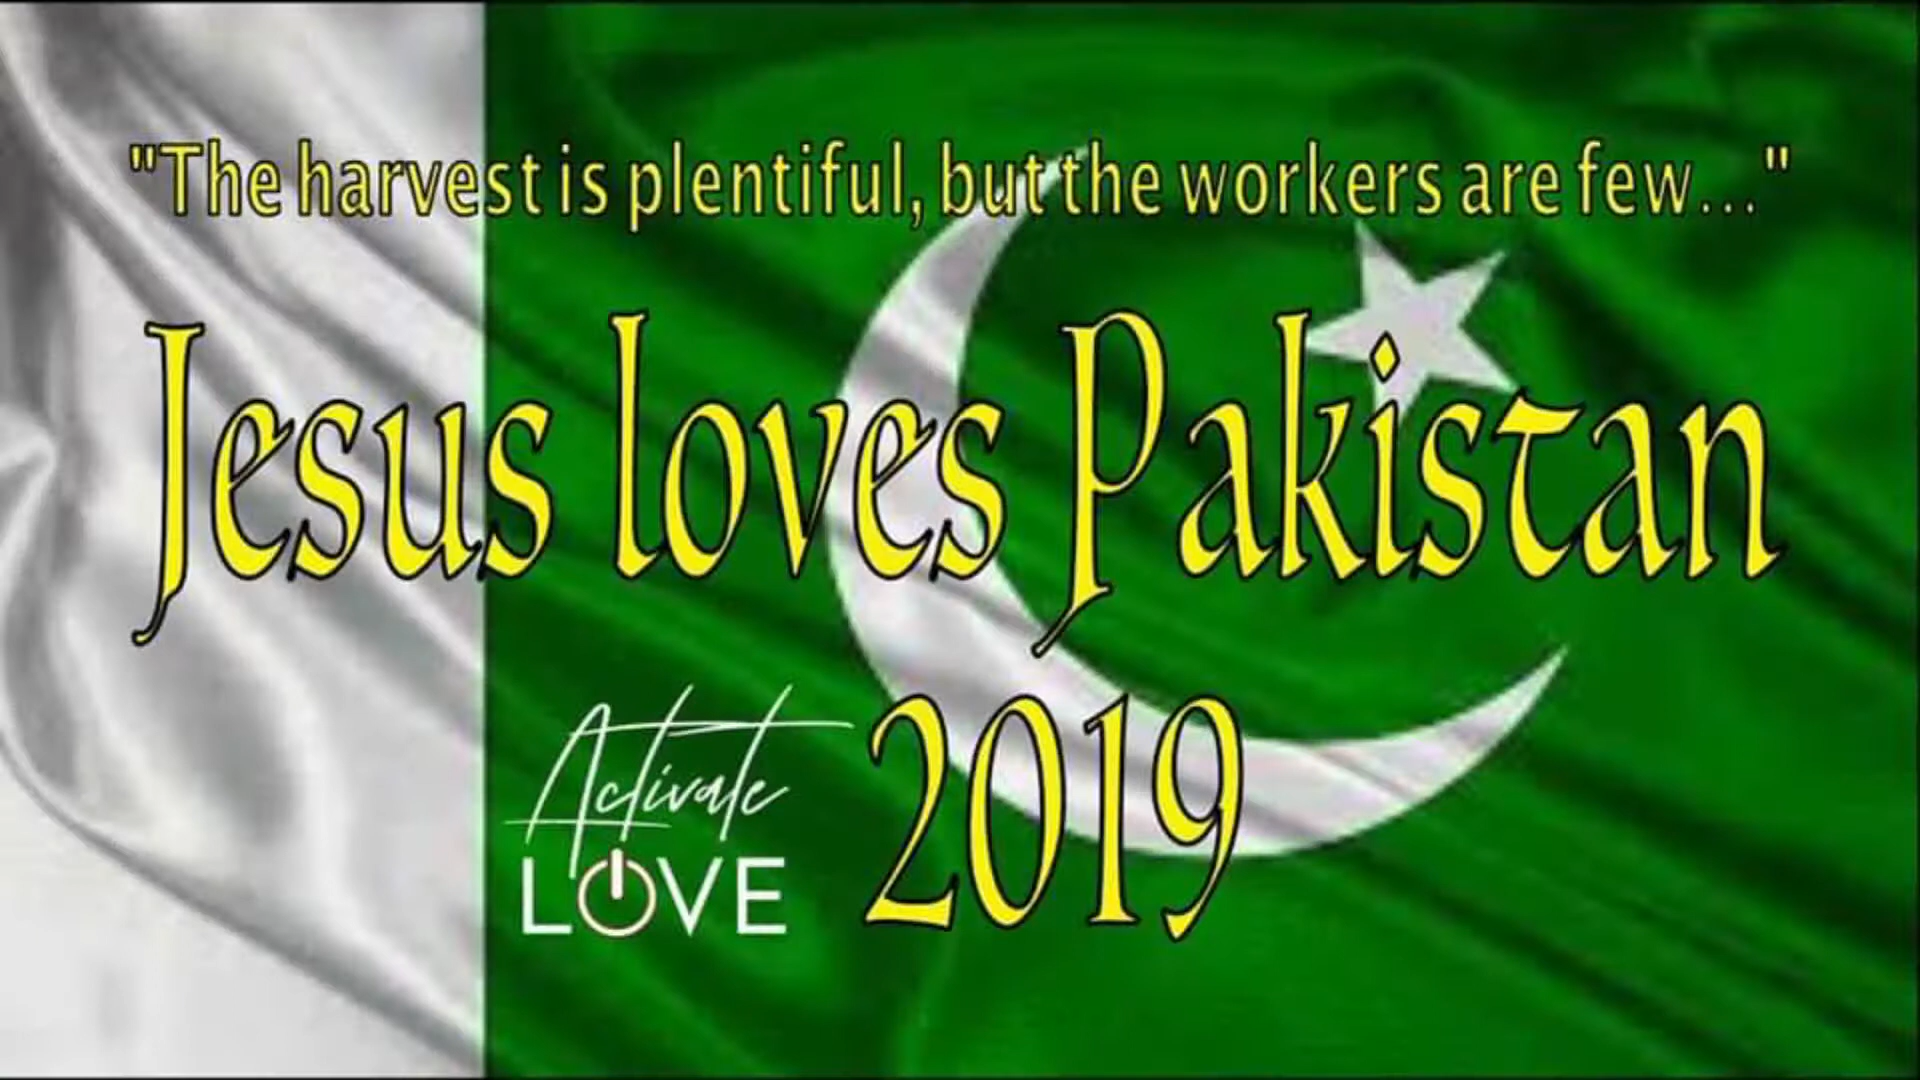 "The harvest is plentiful, but the workers are few..."
Jesus loves Pakistan
2019
Activate
LOVE